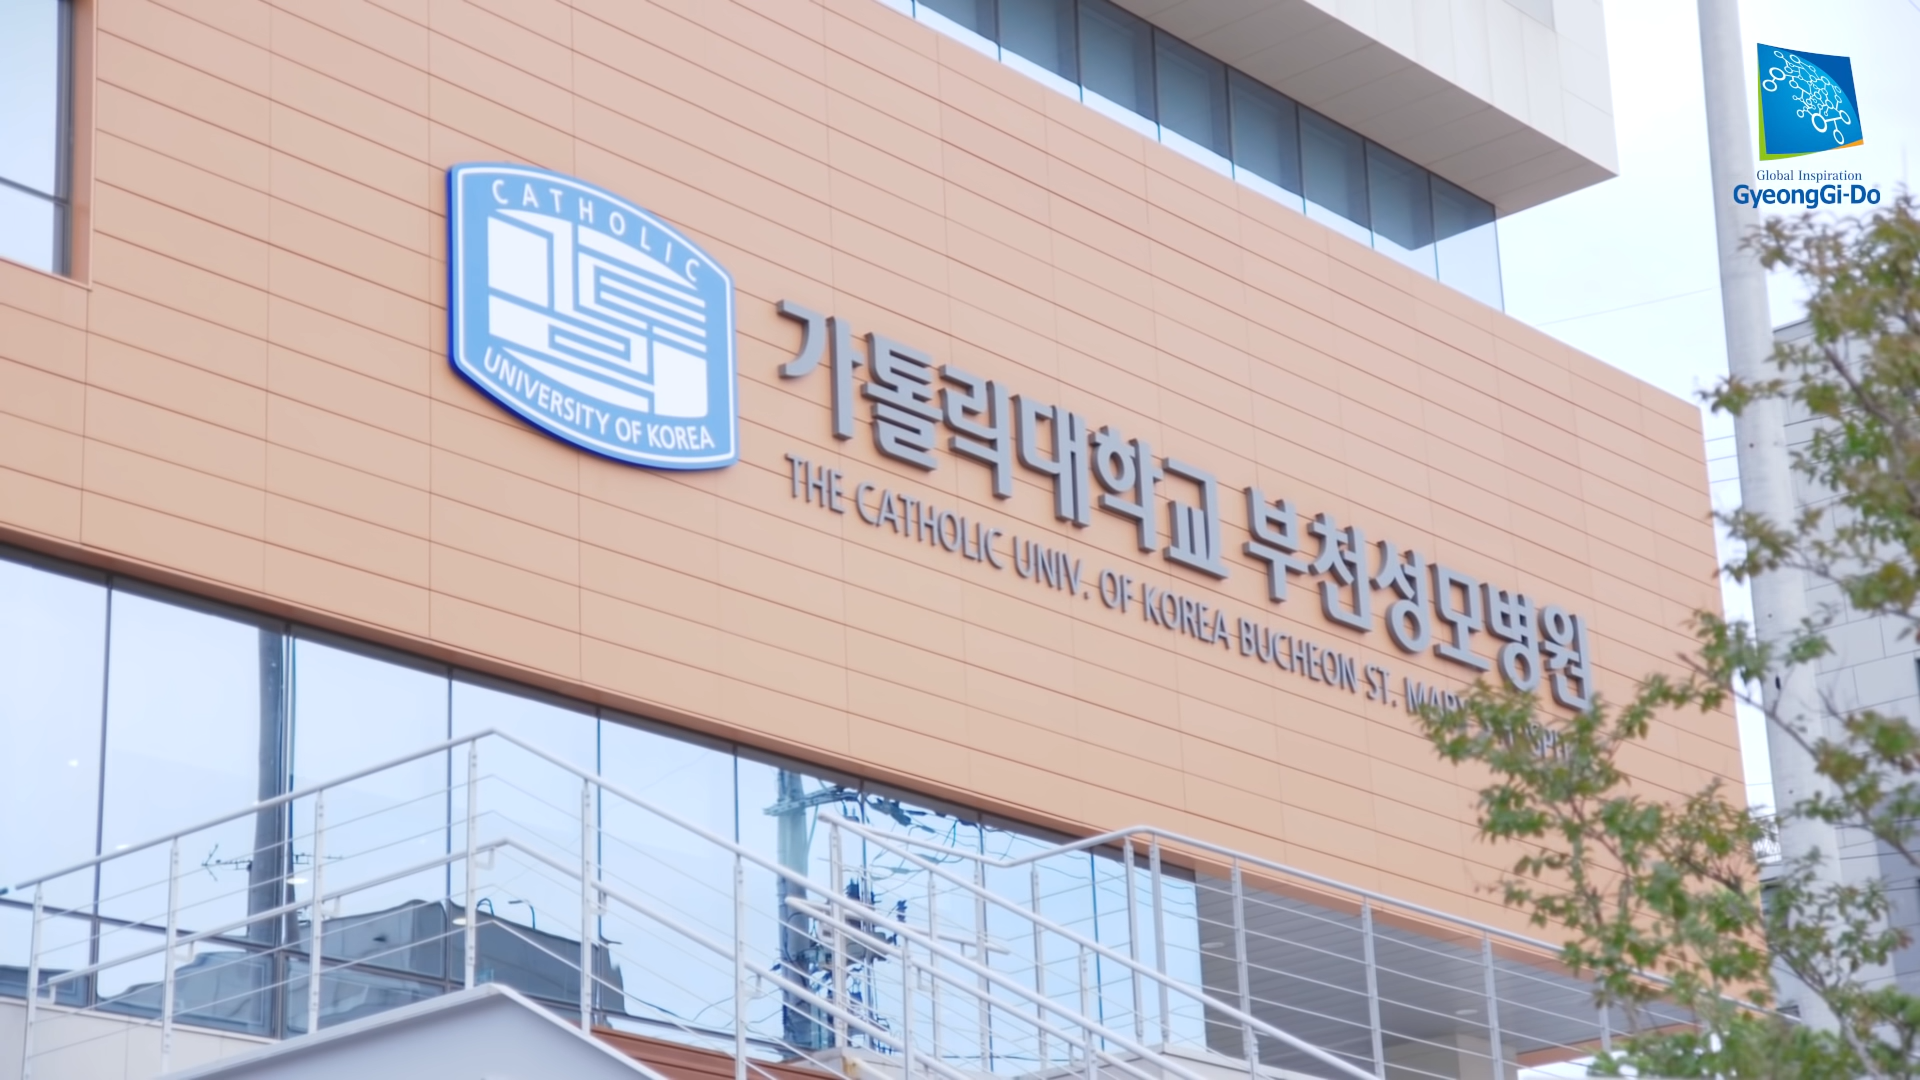 CATHOLIC
UNIVERSITY OF KOREA
가톨릭대학교 부천성모병원
THE CATHOLIC UNIV. OF KOREA BUCHEON ST.
Global Inspiration
GyeongGi-Do